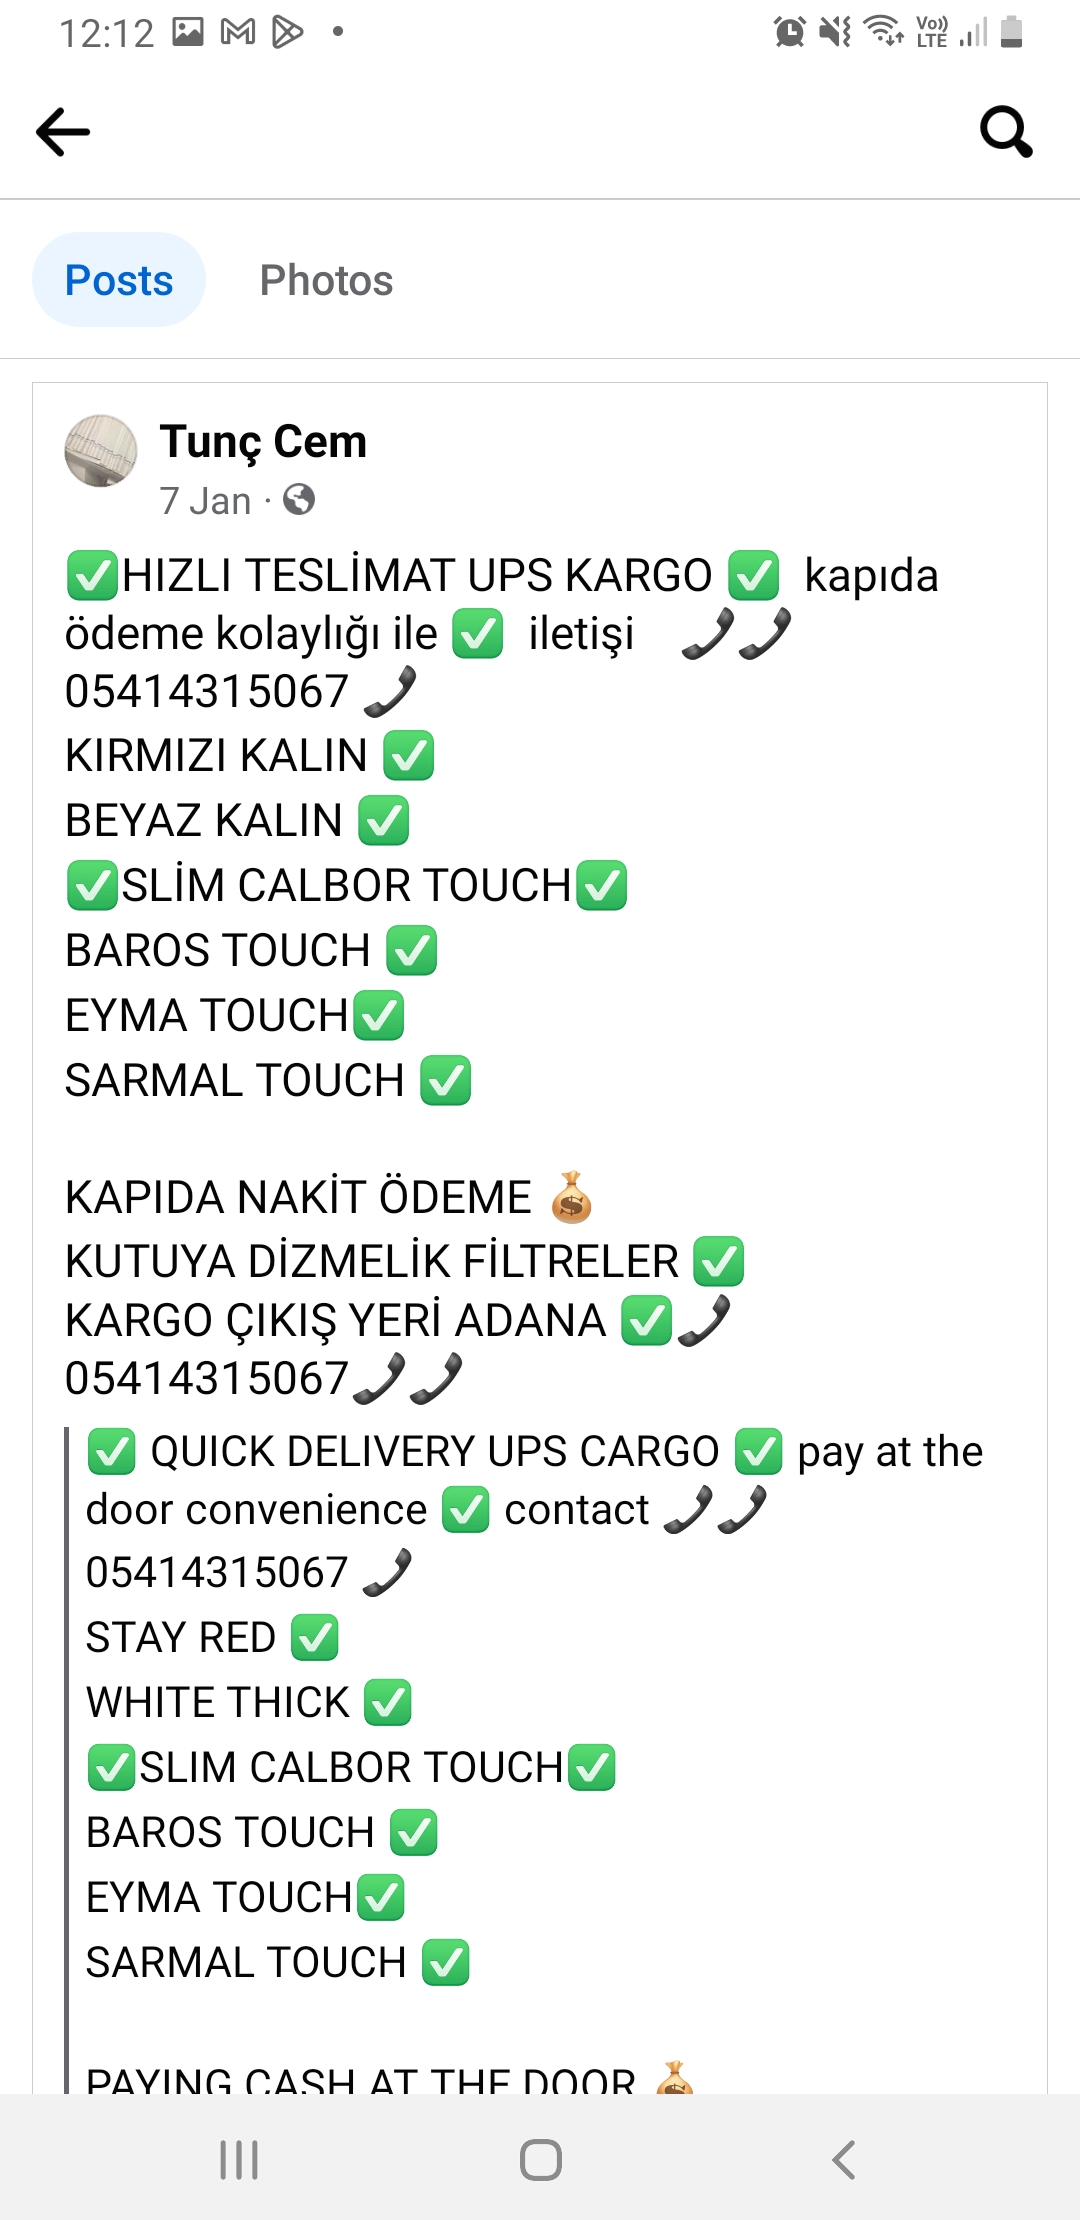 12:12
Vo))
LTE
Posts
Photos
Tunç Cem
7 Jan ·
✅HIZLI TESLİMAT UPS KARGO ✅ kapıda
ödeme kolaylığı ile ✅ iletişi 📞📞
05414315067 📞
KIRMIZI KALIN ✅
BEYAZ KALIN ✅
✅SLİM CALBOR TOUCH✅
BAROS TOUCH ✅
EYMA TOUCH✅
SARMAL TOUCH ✅
KAPIDA NAKİT ÖDEME 💰
KUTUYA DİZMELİK FİLTRELER ✅
KARGO ÇIKIŞ YERİ ADANA ✅📞
05414315067📞📞
✅ QUICK DELIVERY UPS CARGO ✅ pay at the
door convenience ✅ contact 📞📞
05414315067 📞
STAY RED ✅
WHITE THICK ✅
✅SLIM CALBOR TOUCH✅
BAROS TOUCH ✅
EYMA TOUCH✅
SARMAL TOUCH ✅
PAYING CASH AT THE DOOR 💰